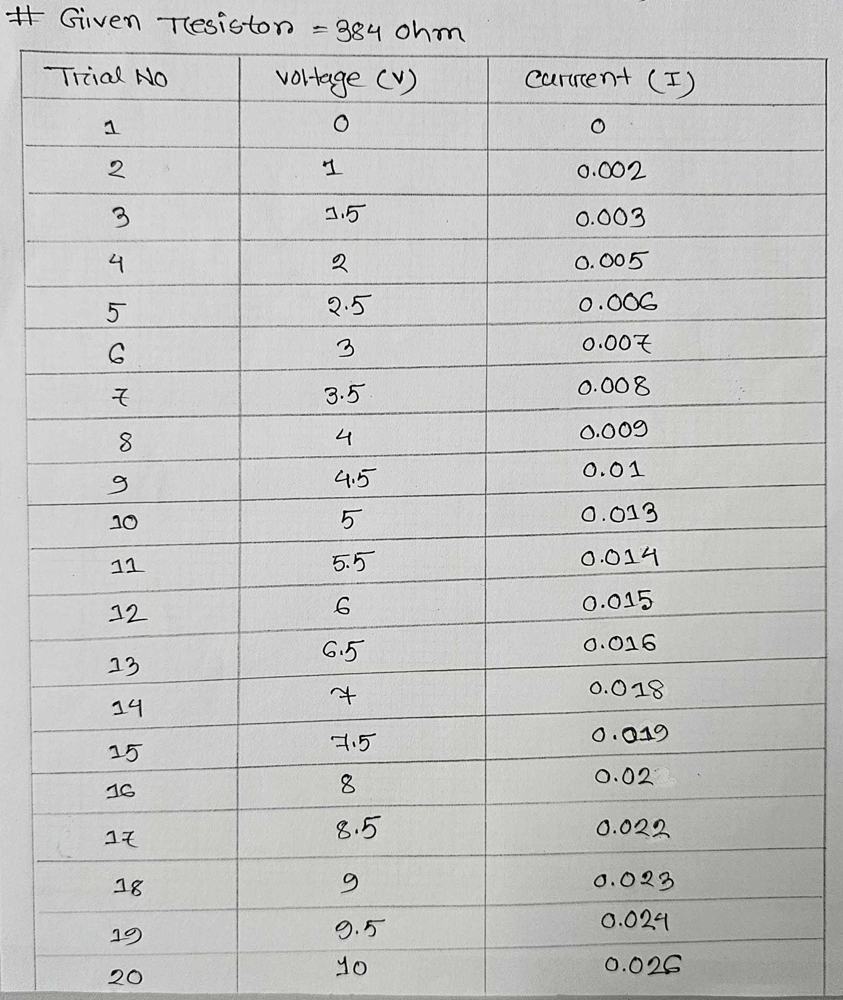 # Given Resistor = 384 ohm
Trial No Voltage (V) Current (I)
1 0 0
2 1 0.002
3 1.5 0.003
4 2 0.005
5 2.5 0.006
6 3 0.007
7 3.5 0.008
8 4 0.009
9 4.5 0.01
10 5 0.013
11 5.5 0.014
12 6 0.015
13 6.5 0.016
14 7 0.018
15 7.5 0.019
16 8 0.02
17 8.5 0.022
18 9 0.023
19 9.5 0.024
20 10 0.026